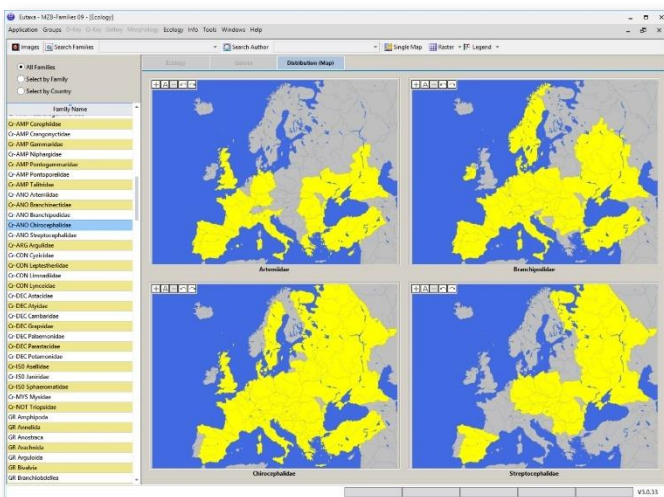 Eutaxa - MZB-Families 09 - [Ecology]
Application Groups D-Key G-Key Gallery Morphology Ecology Info Tools Windows Help
Images Search Families Search Author Single Map Raster Legend
Ecology Genera Distribution (Map)
All Families
Select by Family
Select by Country
Family Name
Cr-AMP Corophiidae
Cr-AMP Crangonyctidae
Cr-AMP Gammaridae
Cr-AMP Niphargidae
Cr-AMP Pontogammaridae
Cr-AMP Pontoporeiidae
Cr-AMP Talitridae
Cr-ANO Artemiidae
Cr-ANO Branchinectidae
Cr-ANO Branchipodidae
Cr-ANO Chirocephalidae
Cr-ANO Streptocephalidae
Cr-ARG Argulidae
Cr-CON Cyzicidae
Cr-CON Leptestheriidae
Cr-CON Limnadiidae
Cr-CON Lynceidae
Cr-DEC Astacidae
Cr-DEC Atyidae
Cr-DEC Cambaridae
Cr-DEC Grapsidae
Cr-DEC Palaemonidae
Cr-DEC Parastacidae
Cr-DEC Potamonidae
Cr-ISO Asellidae
Cr-ISO Janiridae
Cr-ISO Sphaeromatidae
Cr-MYS Mysidae
Cr-NOT Triopsidae
GR Amphipoda
GR Annelida
GR Anostraca
GR Arachnida
GR Arguloida
GR Bivalvia
GR Branchiobdellea
Artemiidae
Branchipodidae
Chirocephalidae
Streptocephalidae
V3.0.33